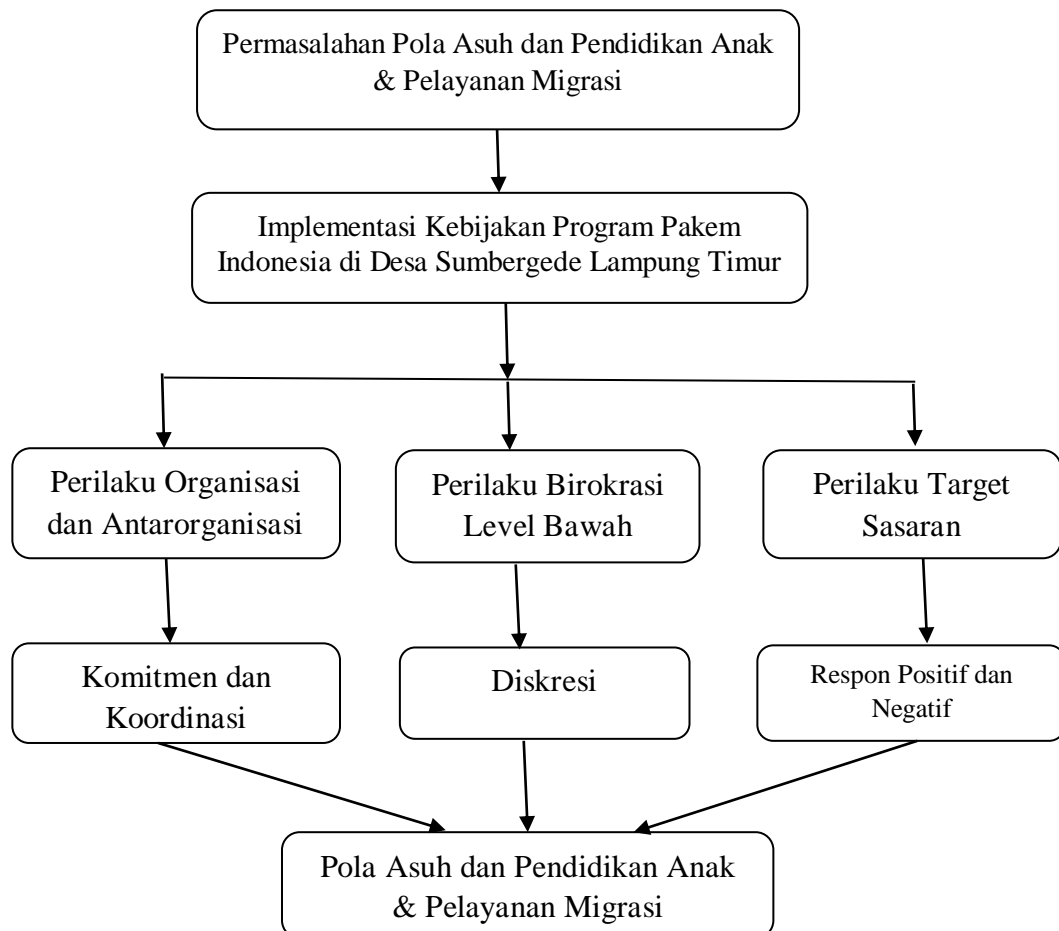 Permasalahan Pola Asuh dan Pendidikan Anak
& Pelayanan Migrasi
Implementasi Kebijakan Program Pakem
Indonesia di Desa Sumbergede Lampung Timur
Perilaku Organisasi
dan Antarorganisasi
Perilaku Birokrasi
Level Bawah
Perilaku Target
Sasaran
Komitmen dan
Koordinasi
Diskresi
Respon Positif dan
Negatif
Pola Asuh dan Pendidikan Anak
& Pelayanan Migrasi